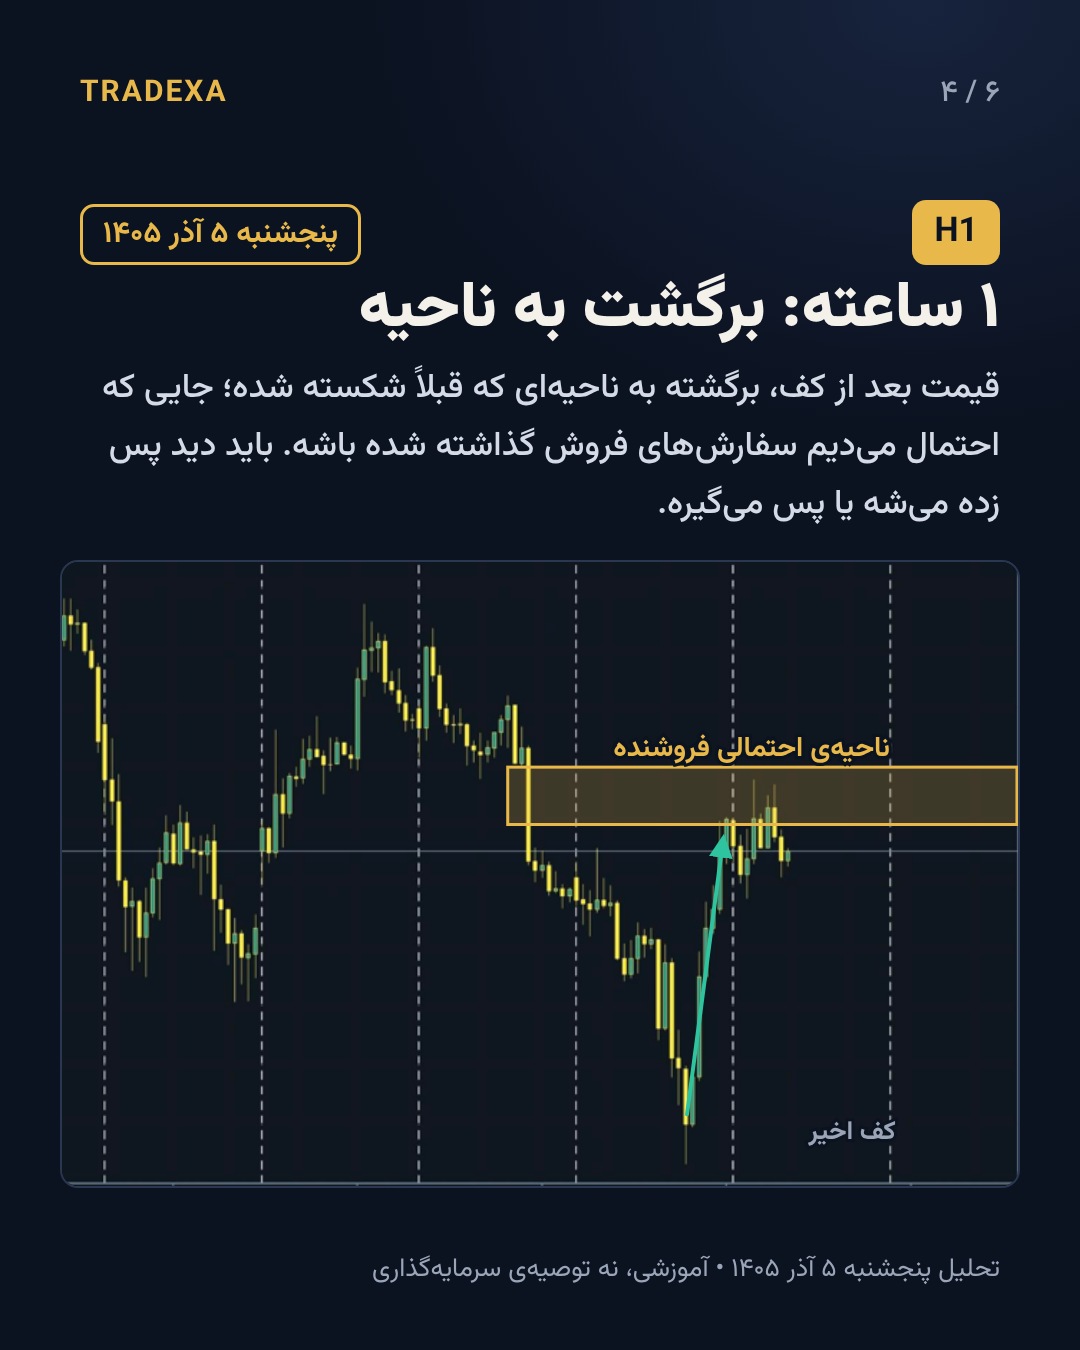 TRADEXA
۴ / ۶
H1
پنجشنبه ۵ آذر ۱۴۰۵
۱ ساعته: برگشت به ناحیه
قیمت بعد از کف، برگشته به ناحیه‌ای که قبلاً شکسته شده؛ جایی که
احتمال می‌دیم سفارش‌های فروش گذاشته شده باشه. باید دید پس
زده می‌شه یا پس می‌گیره.
ناحیه‌ی احتمالی فروشنده
کف اخیر
تحلیل پنجشنبه ۵ آذر ۱۴۰۵ • آموزشی، نه توصیه‌ی سرمایه‌گذاری